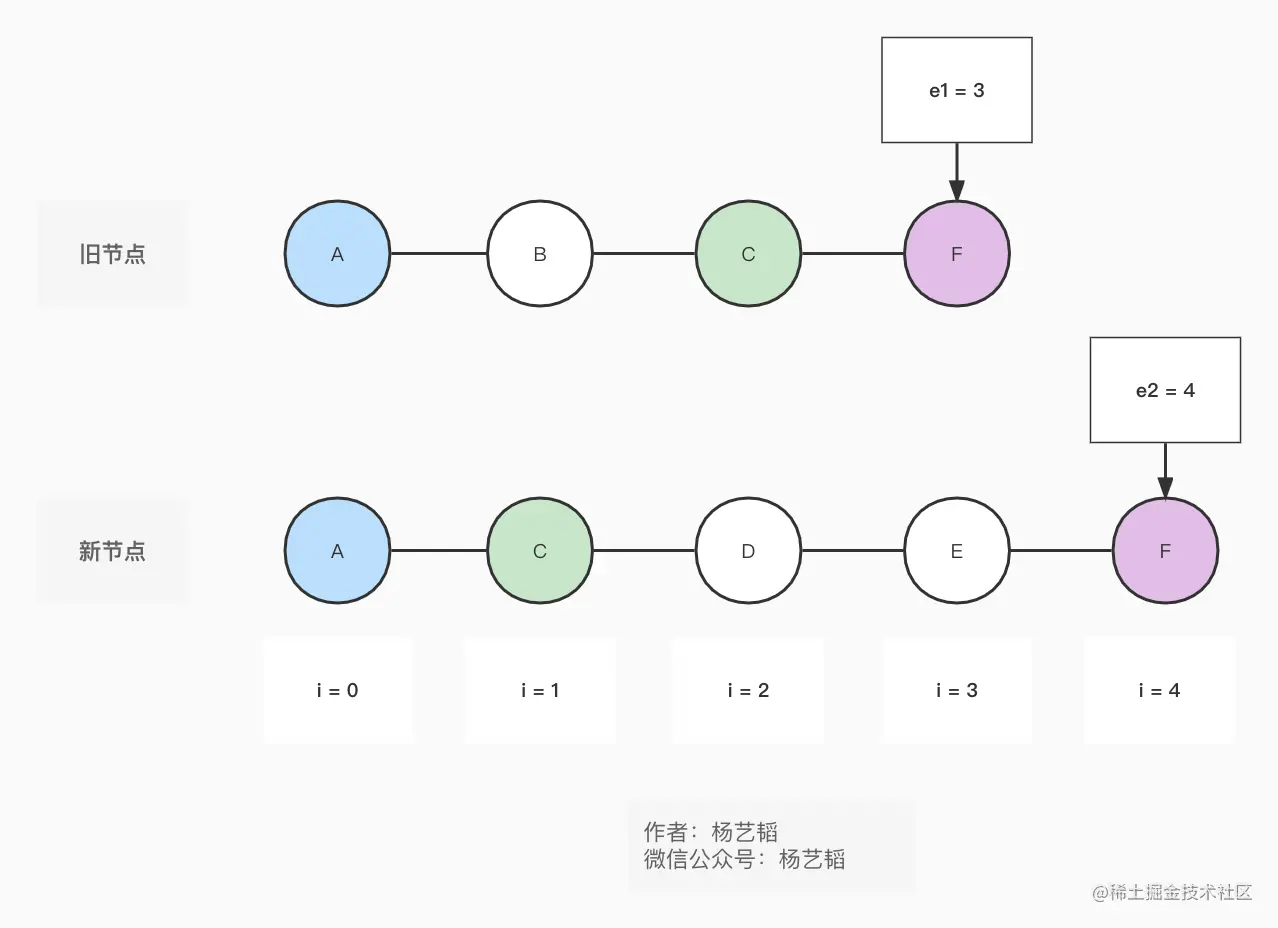 e1 = 3
旧节点
A
B
C
F
e2 = 4
新节点
A
C
D
E
F
i = 0
i = 1
i = 2
i = 3
i = 4
作者：杨艺韬
微信公众号：杨艺韬
@稀土掘金技术社区